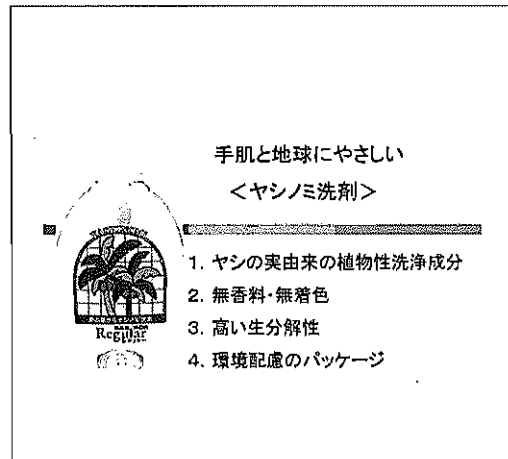 手肌と地球にやさしい
＜ヤシノミ洗剤＞
1. ヤシの実由来の植物性洗浄成分
2. 無香料・無着色
3. 高い生分解性
4. 環境配慮のパッケージ
Regular